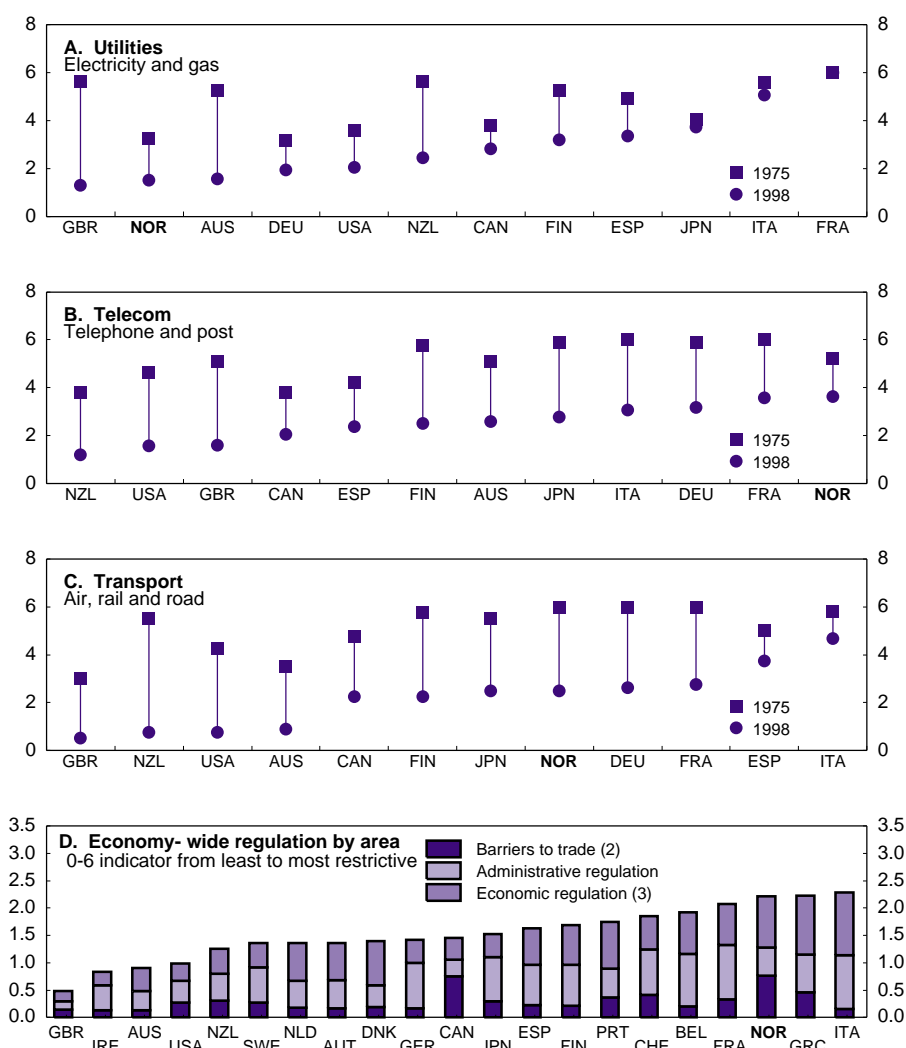 8 8
A. Utilities
Electricity and gas
6 6
4 4
1975
2 2
1998
0 0
GBR NOR AUS DEU USA NZL CAN FIN ESP JPN ITA FRA
8 8
B. Telecom
Telephone and post
6 6
4 4
1975
2 2
1998
0 0
NZL USA GBR CAN ESP FIN AUS JPN ITA DEU FRA NOR
8 8
C. Transport
Air, rail and road
6 6
4 4
1975
2 2
1998
0 0
GBR NZL USA AUS CAN FIN JPN NOR DEU FRA ESP ITA
3.5 3.5
D. Economy- wide regulation by area
0-6 indicator from least to most restrictive
Barriers to trade (2)
Administrative regulation
Economic regulation (3)
3.0 3.0
2.5 2.5
2.0 2.0
1.5 1.5
1.0 1.0
0.5 0.5
0.0 0.0
GBR AUS NZL NLD DNK CAN ESP PRT BEL NOR ITA
IRE USA SWE AUT GER JPN FIN CHE FRA GRC